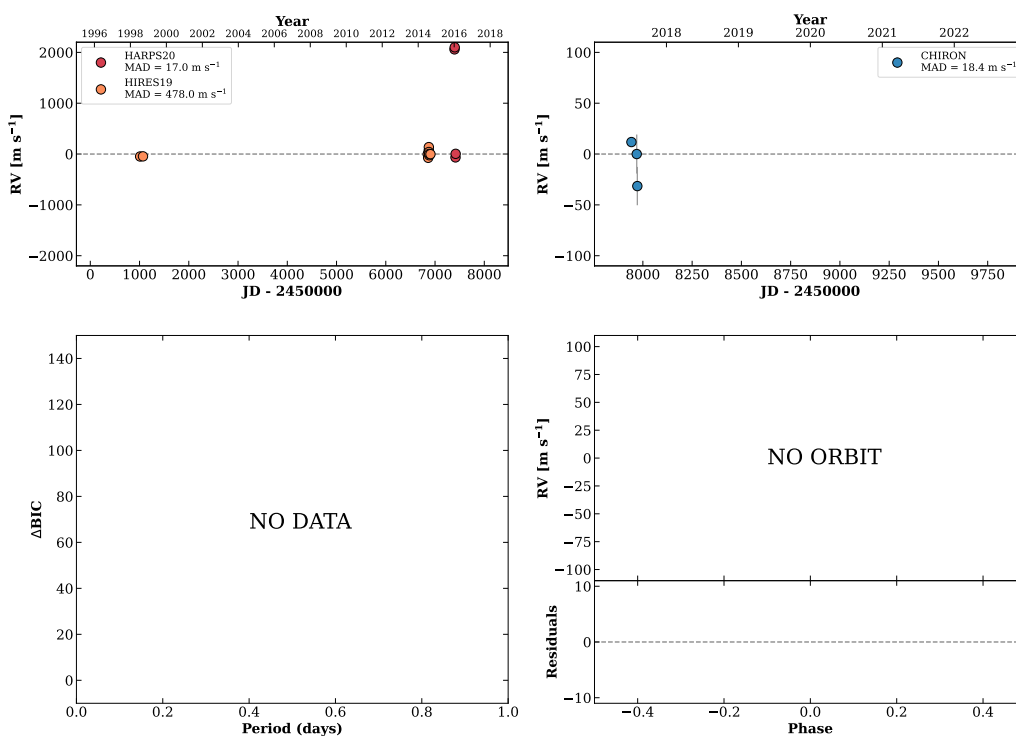 Year
1996 1998 2000 2002 2004 2006 2008 2010 2012 2014 2016 2018
HARPS20
MAD = 17.0 m s⁻¹
HIRES19
MAD = 478.0 m s⁻¹
2000
1000
0
−1000
−2000
RV [m s⁻¹]
0 1000 2000 3000 4000 5000 6000 7000 8000
JD - 2450000
Year
2018 2019 2020 2021 2022
CHIRON
MAD = 18.4 m s⁻¹
100
50
0
−50
−100
RV [m s⁻¹]
8000 8250 8500 8750 9000 9250 9500 9750
JD - 2450000
140
120
100
80
60
40
20
0
ΔBIC
NO DATA
0.0 0.2 0.4 0.6 0.8 1.0
Period (days)
100
75
50
25
0
−25
−50
−75
−100
RV [m s⁻¹]
NO ORBIT
10
0
−10
Residuals
−0.4 −0.2 0.0 0.2 0.4
Phase